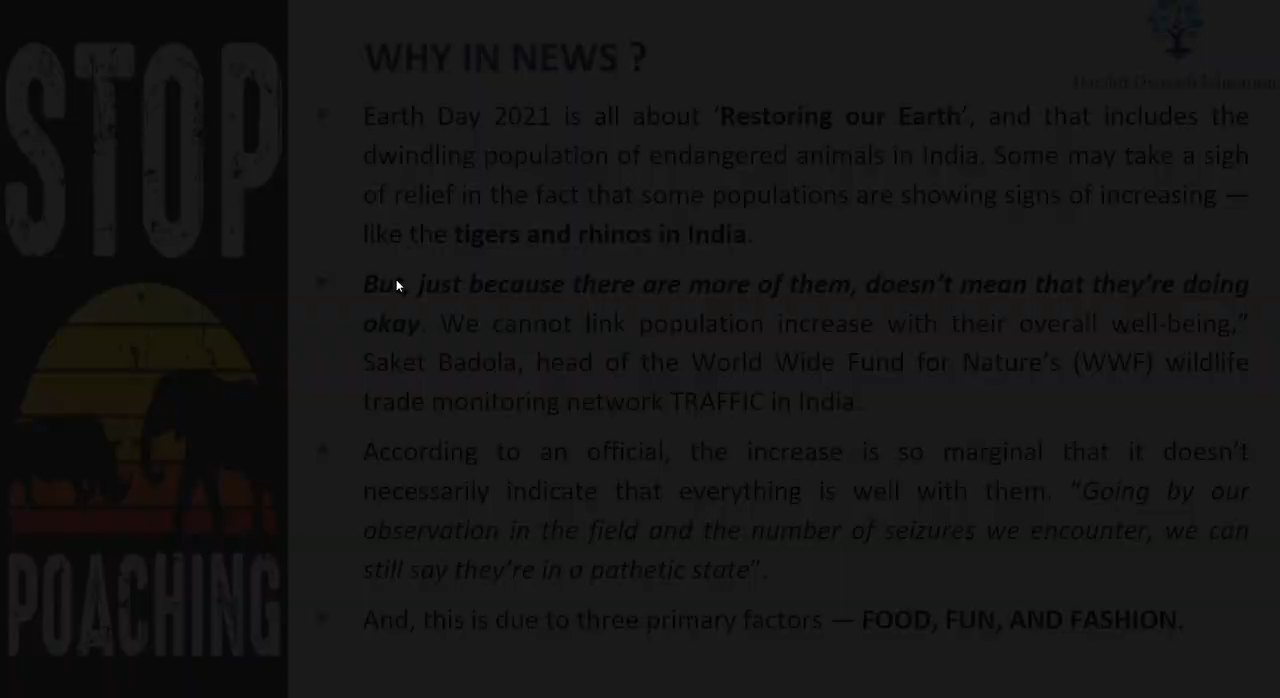 STOP
POACHING
WHY IN NEWS ?
Earth Day 2021 is all about ‘Restoring our Earth’, and that includes the
dwindling population of endangered animals in India. Some may take a sigh
of relief in the fact that some populations are showing signs of increasing —
like the tigers and rhinos in India.
But, just because there are more of them, doesn’t mean that they’re doing
okay. We cannot link population increase with their overall well-being,”
Saket Badola, head of the World Wide Fund for Nature’s (WWF) wildlife
trade monitoring network TRAFFIC in India.
According to an official, the increase is so marginal that it doesn’t
necessarily indicate that everything is well with them. “Going by our
observation in the field and the number of seizures we encounter, we can
still say they’re in a pathetic state”.
And, this is due to three primary factors — FOOD, FUN, AND FASHION.